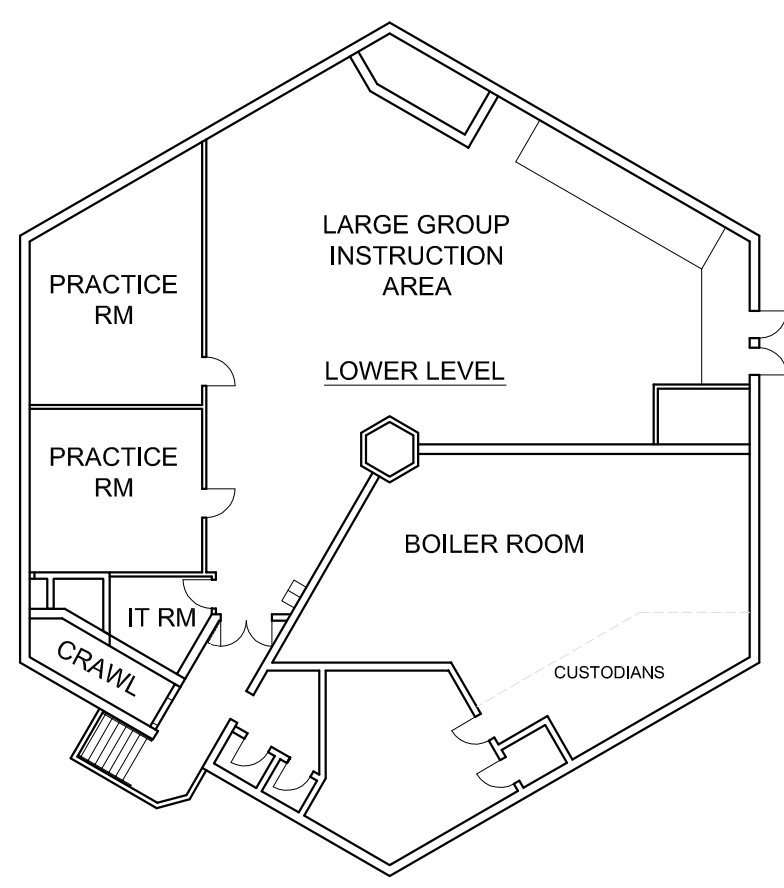 LARGE GROUP
INSTRUCTION
AREA
PRACTICE
RM
LOWER LEVEL
PRACTICE
RM
BOILER ROOM
IT RM
CRAWL
CUSTODIANS